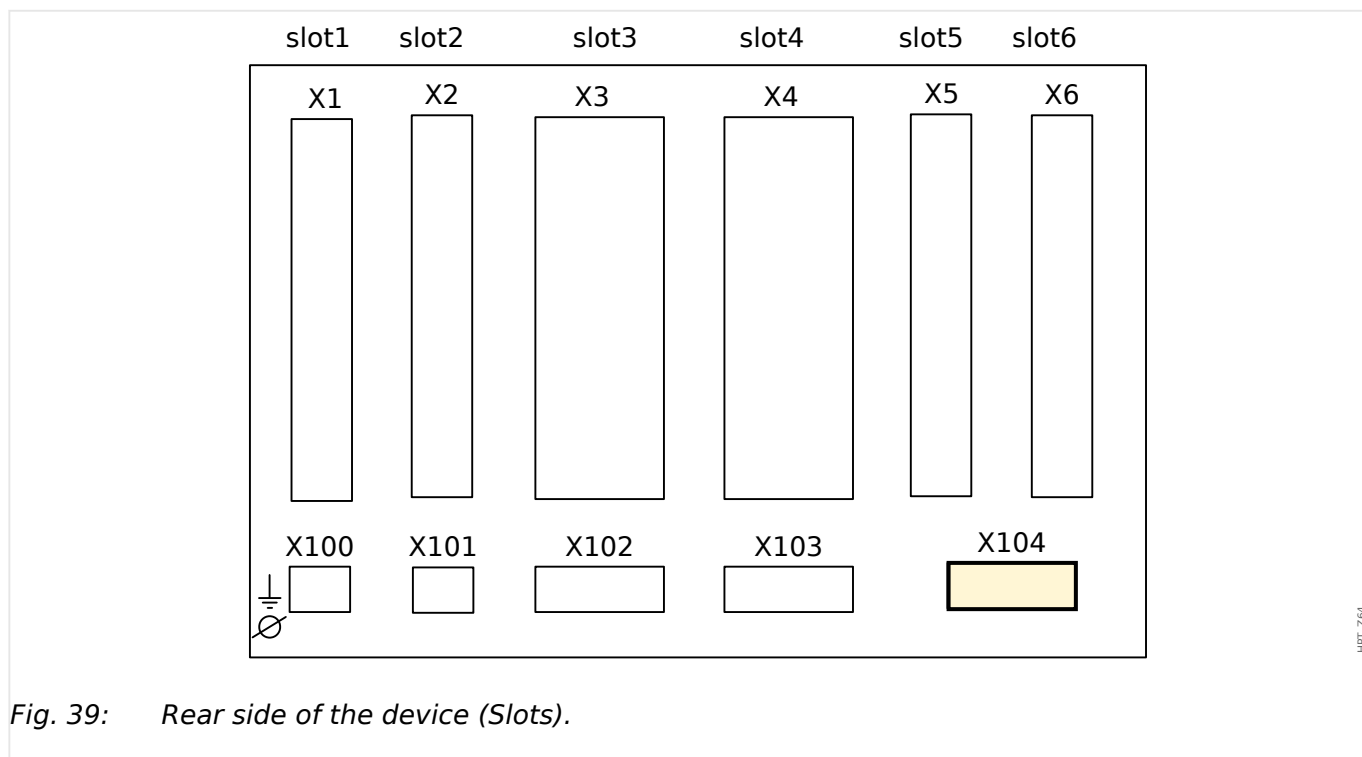 slot1 slot2 slot3 slot4 slot5 slot6
X1 X2 X3 X4 X5 X6
X100 X101 X102 X103 X104
Fig. 39: Rear side of the device (Slots).